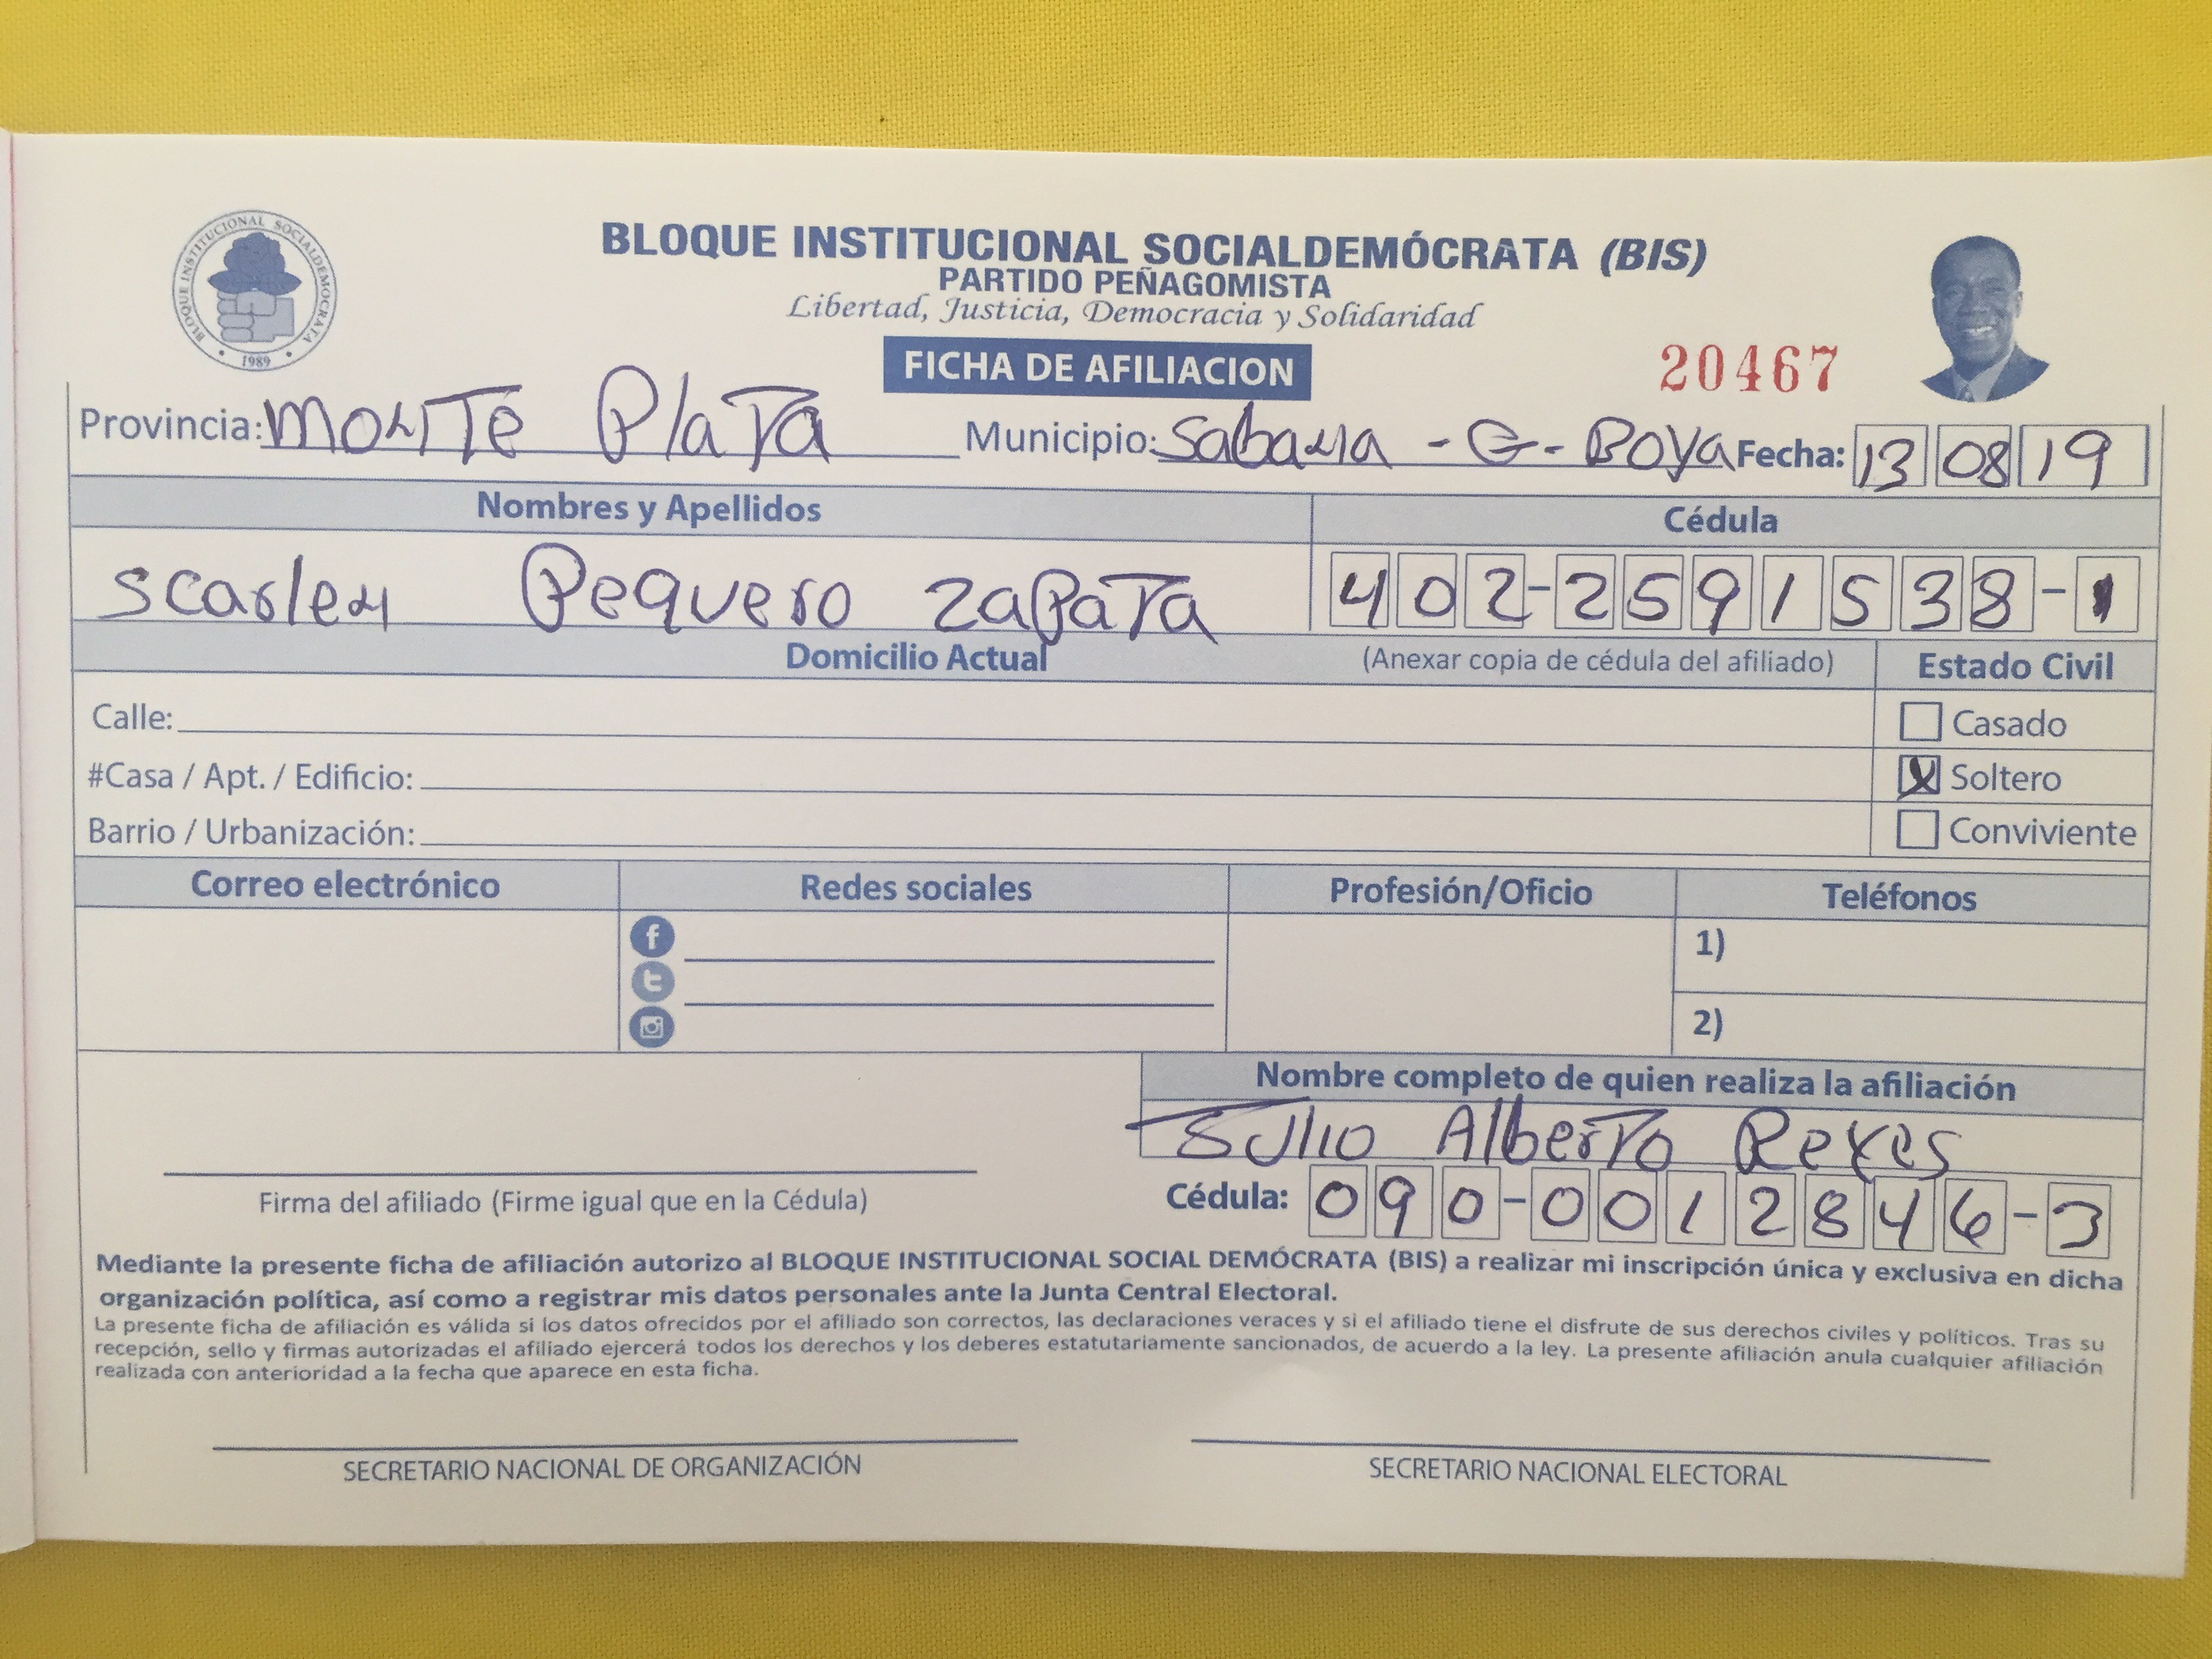 BLOQUE INSTITUCIONAL SOCIALDEMOCRATA
1989
BLOQUE INSTITUCIONAL SOCIALDEMÓCRATA (BIS)
PARTIDO PEÑAGOMISTA
Libertad, Justicia, Democracia y Solidaridad
FICHA DE AFILIACION
20467
Provincia: MONTE PlaTa Municipio: Sabana - G - BOYa Fecha: 13 08 19
Nombres y Apellidos Cédula
Scarlen Pequero ZaPaTa 402-2591538-1
Domicilio Actual (Anexar copia de cédula del afiliado) Estado Civil
Calle: Casado
#Casa / Apt. / Edificio: X Soltero
Barrio / Urbanización: Conviviente
Correo electrónico Redes sociales Profesión/Oficio Teléfonos
1)
2)
Nombre completo de quien realiza la afiliación
Julio AlberTo Reyes
Firma del afiliado (Firme igual que en la Cédula) Cédula: 090-0012846-3
Mediante la presente ficha de afiliación autorizo al BLOQUE INSTITUCIONAL SOCIAL DEMÓCRATA (BIS) a realizar mi inscripción única y exclusiva en dicha
organización política, así como a registrar mis datos personales ante la Junta Central Electoral.
La presente ficha de afiliación es válida si los datos ofrecidos por el afiliado son correctos, las declaraciones veraces y si el afiliado tiene el disfrute de sus derechos civiles y políticos. Tras su
recepción, sello y firmas autorizadas el afiliado ejercerá todos los derechos y los deberes estatutariamente sancionados, de acuerdo a la ley. La presente afiliación anula cualquier afiliación
realizada con anterioridad a la fecha que aparece en esta ficha.
SECRETARIO NACIONAL DE ORGANIZACIÓN SECRETARIO NACIONAL ELECTORAL